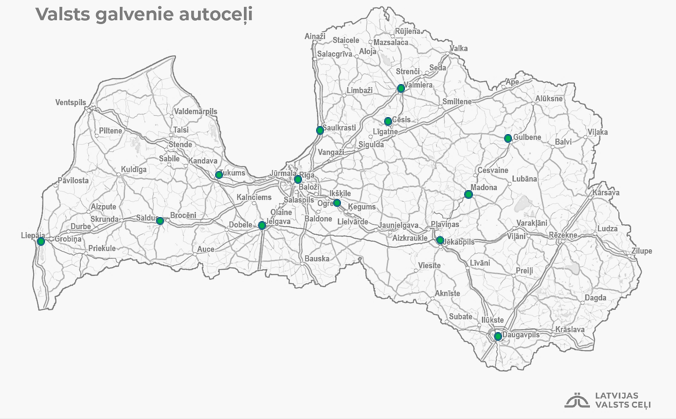 Valsts galvenie autoceļi
Ainaži
Staicele
Rūjiena
Mazsalaca
Aloja
Salacgrīva
Valka
Strenči
Seda
Limbaži
Valmiera
Smiltene
Ape
Alūksne
Ventspils
Valdemārpils
Piltene
Talsi
Stende
Sabile
Kandava
Saulkrasti
Cēsis
Līgatne
Sigulda
Vangaži
Gulbene
Balvi
Viļaka
Kuldīga
Pāvilosta
Tukums
Jūrmala
Rīga
Baloži
Salaspils
Ikšķile
Ogre
Ķegums
Cesvaine
Lubāna
Madona
Kārsava
Aizpute
Skrunda
Durbe
Saldus
Brocēni
Kalnciems
Dobele
Jelgava
Olaine
Baldone
Lielvārde
Jaunjelgava
Aizkraukle
Pļaviņas
Jēkabpils
Varakļāni
Viļāni
Rēzekne
Ludza
Zilupe
Liepāja
Grobiņa
Priekule
Auce
Bauska
Viesīte
Līvāni
Preiļi
Aknīste
Dagda
Subate
Ilūkste
Krāslava
Daugavpils
LATVIJAS
VALSTS CEĻI